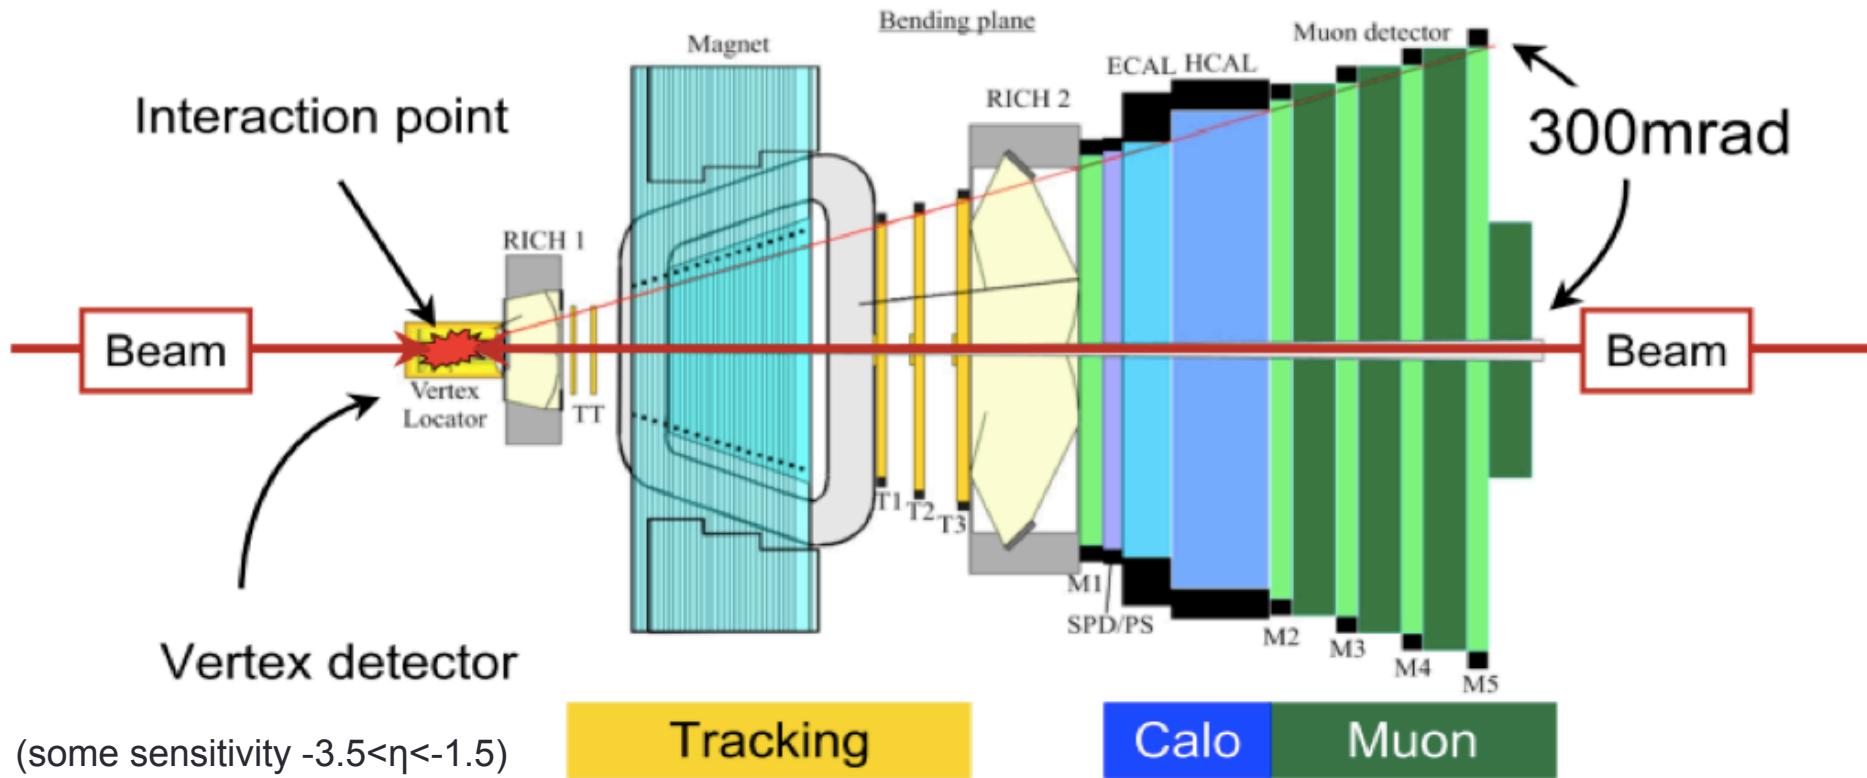 Bending plane
Magnet
Muon detector
ECAL
HCAL
RICH 2
Interaction point
300mrad
RICH 1
Beam
Beam
Vertex
Locator
TT
T1
T2
T3
M1
SPD/PS
M2
M3
M4
M5
Vertex detector
Tracking
Calo
Muon
(some sensitivity -3.5<η<-1.5)